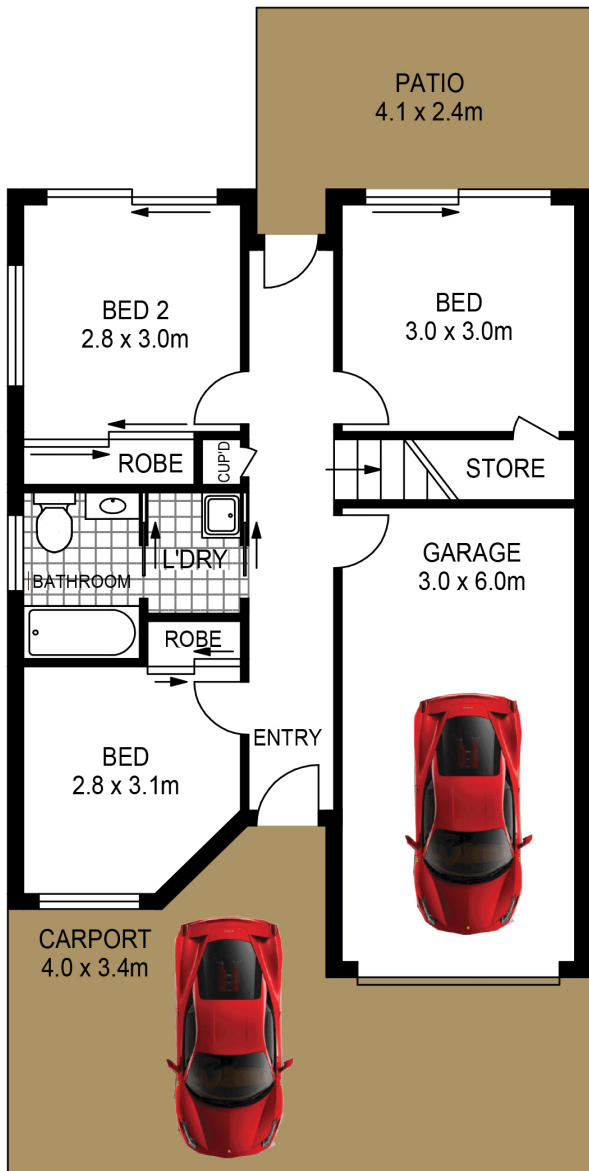 PATIO
4.1 x 2.4m
BED 2
2.8 x 3.0m
BED
3.0 x 3.0m
ROBE
CUP'D
STORE
L'DRY
BATHROOM
GARAGE
3.0 x 6.0m
ROBE
ENTRY
BED
2.8 x 3.1m
CARPORT
4.0 x 3.4m